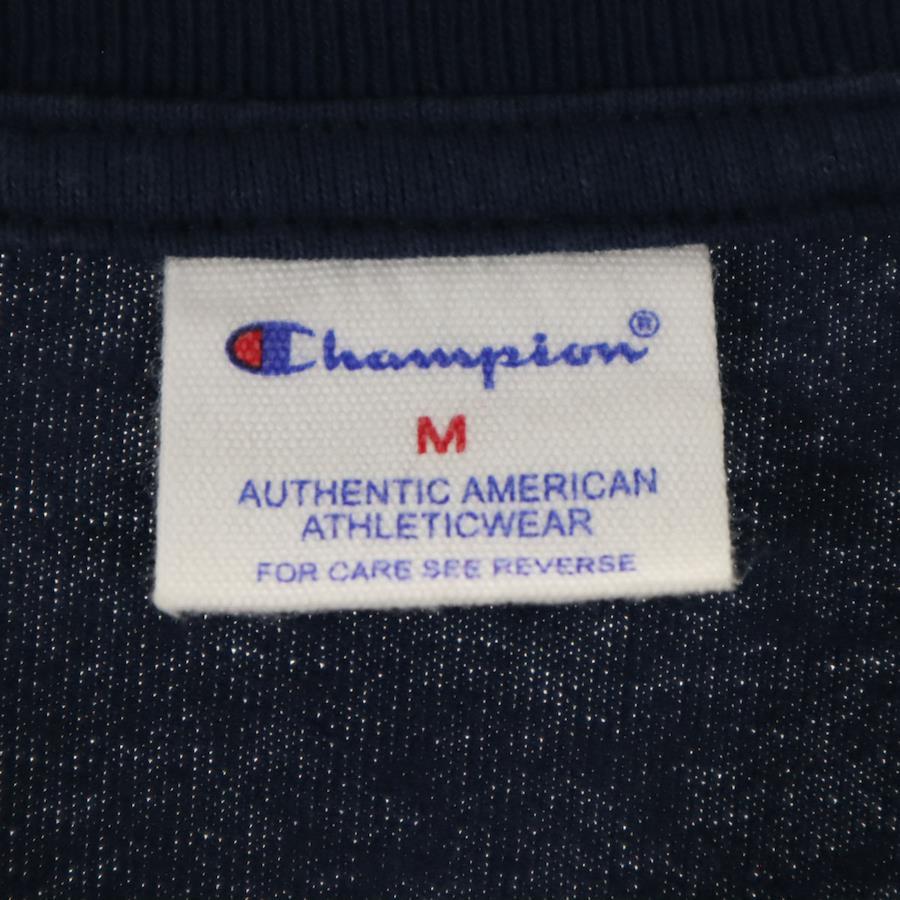 Champion®
M
AUTHENTIC AMERICAN
ATHLETICWEAR
FOR CARE SEE REVERSE